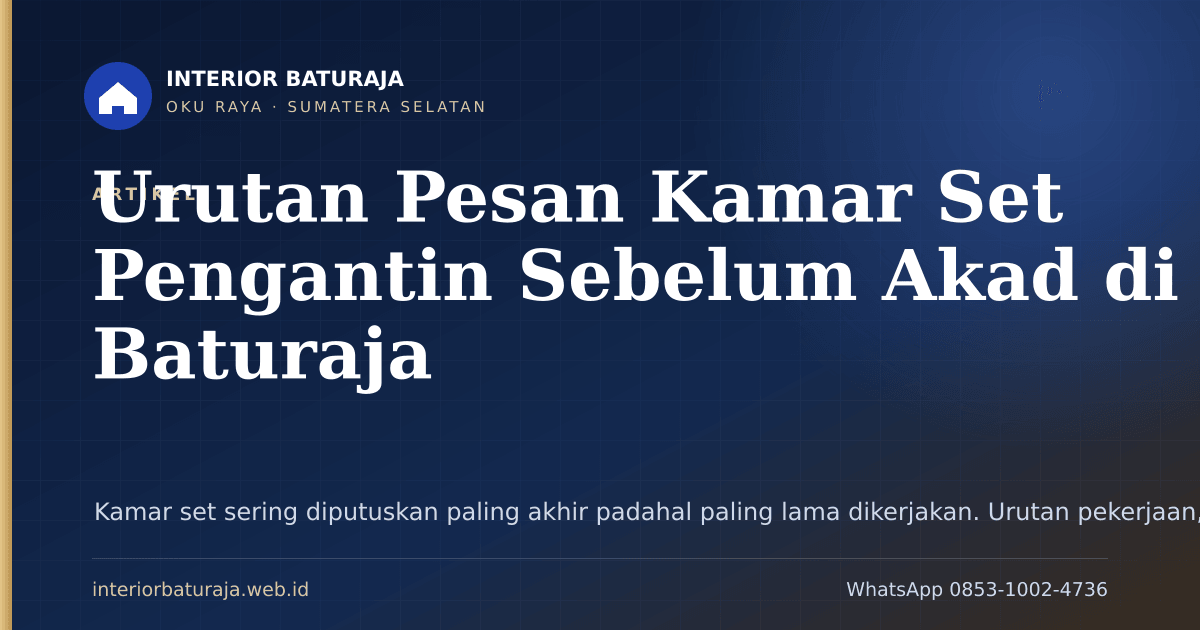 INTERIOR BATURAJA
OKU RAYA · SUMATERA SELATAN
ARTIKEL
Urutan Pesan Kamar Set
Pengantin Sebelum Akad di
Baturaja
Kamar set sering diputuskan paling akhir padahal paling lama dikerjakan. Urutan pekerjaan,
interiorbaturaja.web.id
WhatsApp 0853-1002-4736